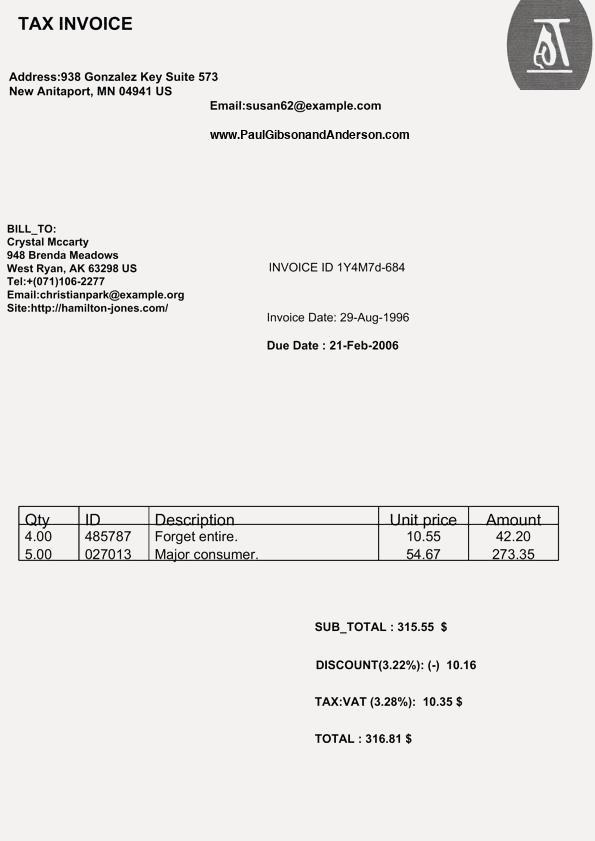 TAX INVOICE
Address:938 Gonzalez Key Suite 573
New Anitaport, MN 04941 US
Email:susan62@example.com
www.PaulGibsonandAnderson.com
BILL_TO:
Crystal Mccarty
948 Brenda Meadows
West Ryan, AK 63298 US
Tel:+(071)106-2277
Email:christianpark@example.org
Site:http://hamilton-jones.com/
INVOICE ID 1Y4M7d-684
Invoice Date: 29-Aug-1996
Due Date : 21-Feb-2006
Qty ID Description Unit price Amount
4.00 485787 Forget entire. 10.55 42.20
5.00 027013 Major consumer. 54.67 273.35
SUB_TOTAL : 315.55 $
DISCOUNT(3.22%): (-) 10.16
TAX:VAT (3.28%): 10.35 $
TOTAL : 316.81 $